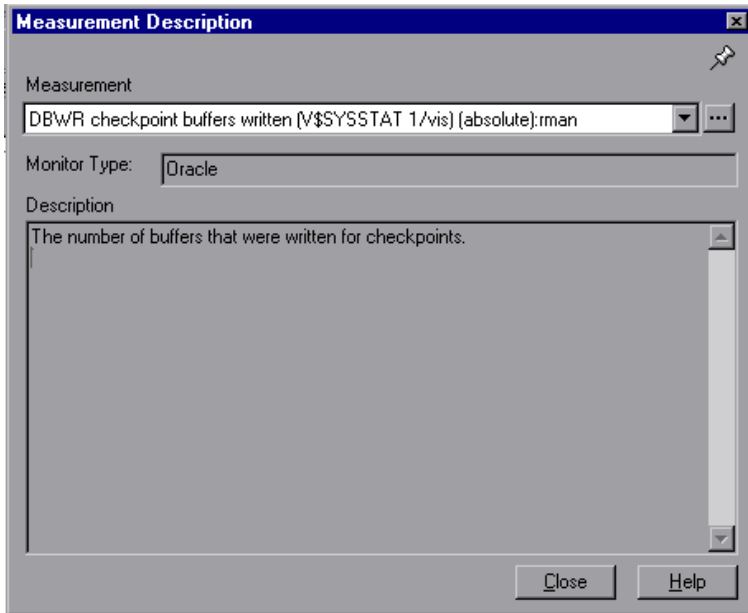 Measurement Description
Measurement
DBWR checkpoint buffers written (V$SYSSTAT 1/vis) (absolute):rman
...
Monitor Type:
Oracle
Description
The number of buffers that were written for checkpoints.
Close
Help